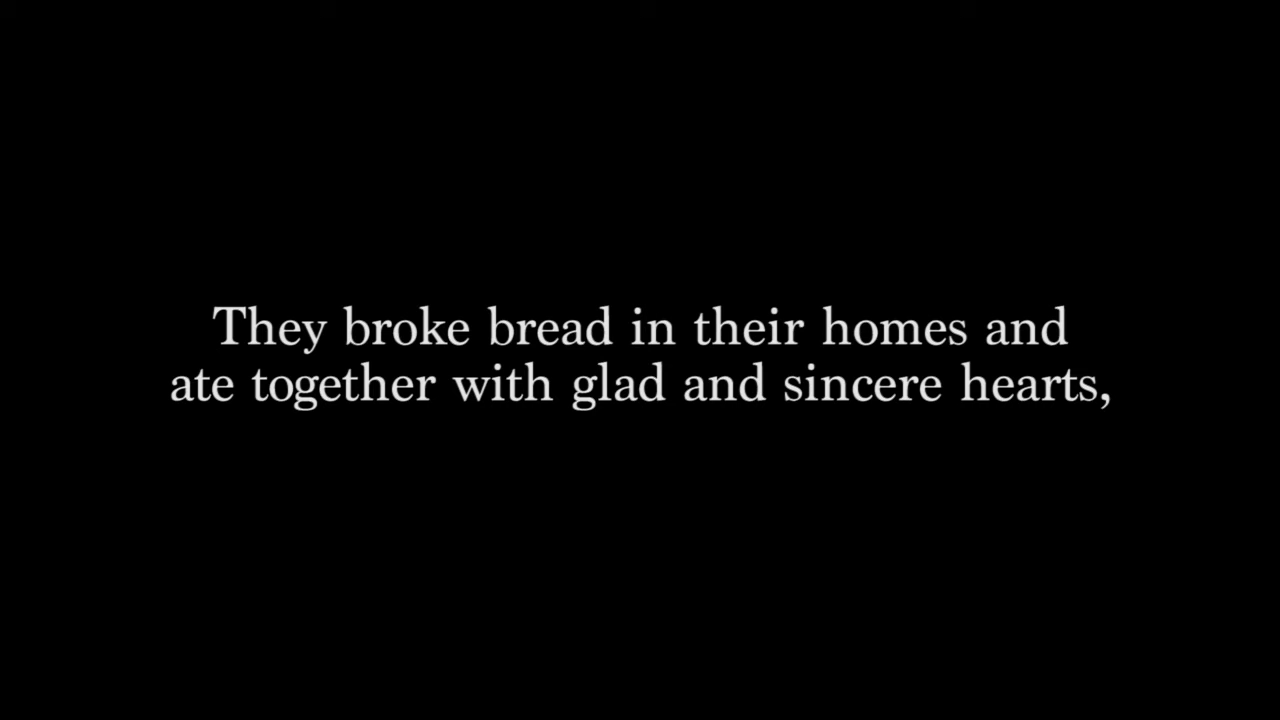 They broke bread in their homes and
ate together with glad and sincere hearts,